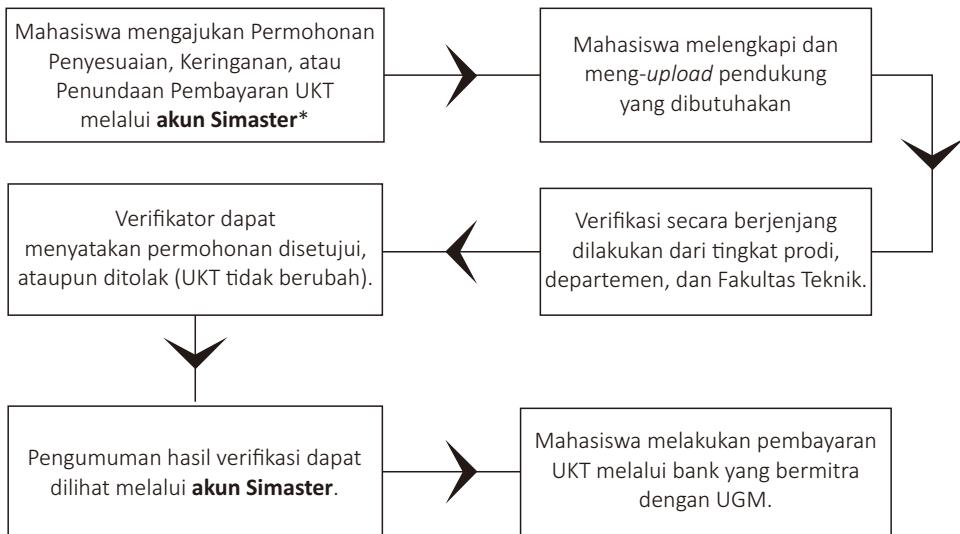 Mahasiswa mengajukan Permohonan
Penyesuaian, Keringanan, atau
Penundaan Pembayaran UKT
melalui akun Simaster*
Mahasiswa melengkapi dan
meng-upload pendukung
yang dibutuhakan
Verifikasi secara berjenjang
dilakukan dari tingkat prodi,
departemen, dan Fakultas Teknik.
Verifikator dapat
menyatakan permohonan disetujui,
ataupun ditolak (UKT tidak berubah).
Pengumuman hasil verifikasi dapat
dilihat melalui akun Simaster.
Mahasiswa melakukan pembayaran
UKT melalui bank yang bermitra
dengan UGM.